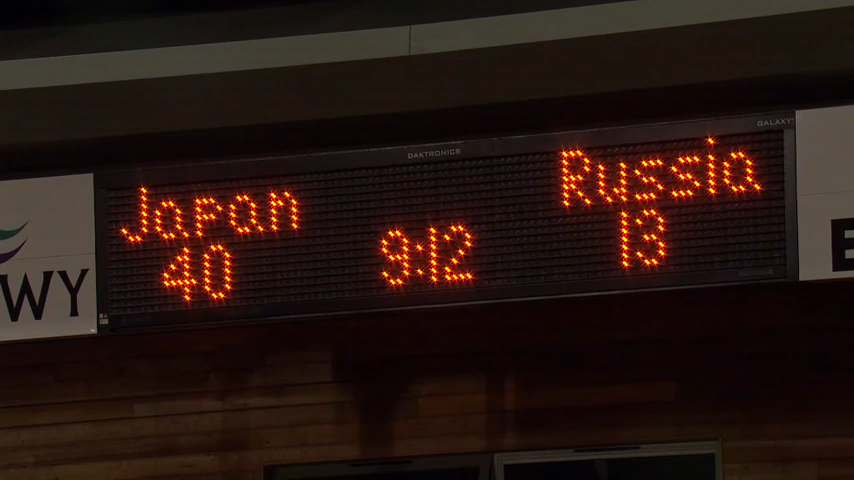 DAKTRONICS
GALAXY
Japan
Russia
40
9:12
13
WY
E